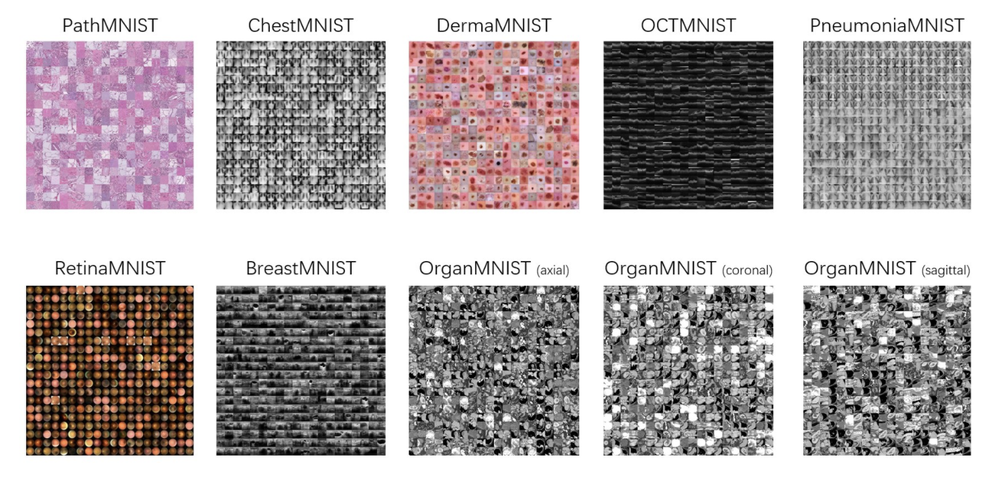 PathMNIST
ChestMNIST
DermaMNIST
OCTMNIST
PneumoniaMNIST
RetinaMNIST
BreastMNIST
OrganMNIST (axial)
OrganMNIST (coronal)
OrganMNIST (sagittal)